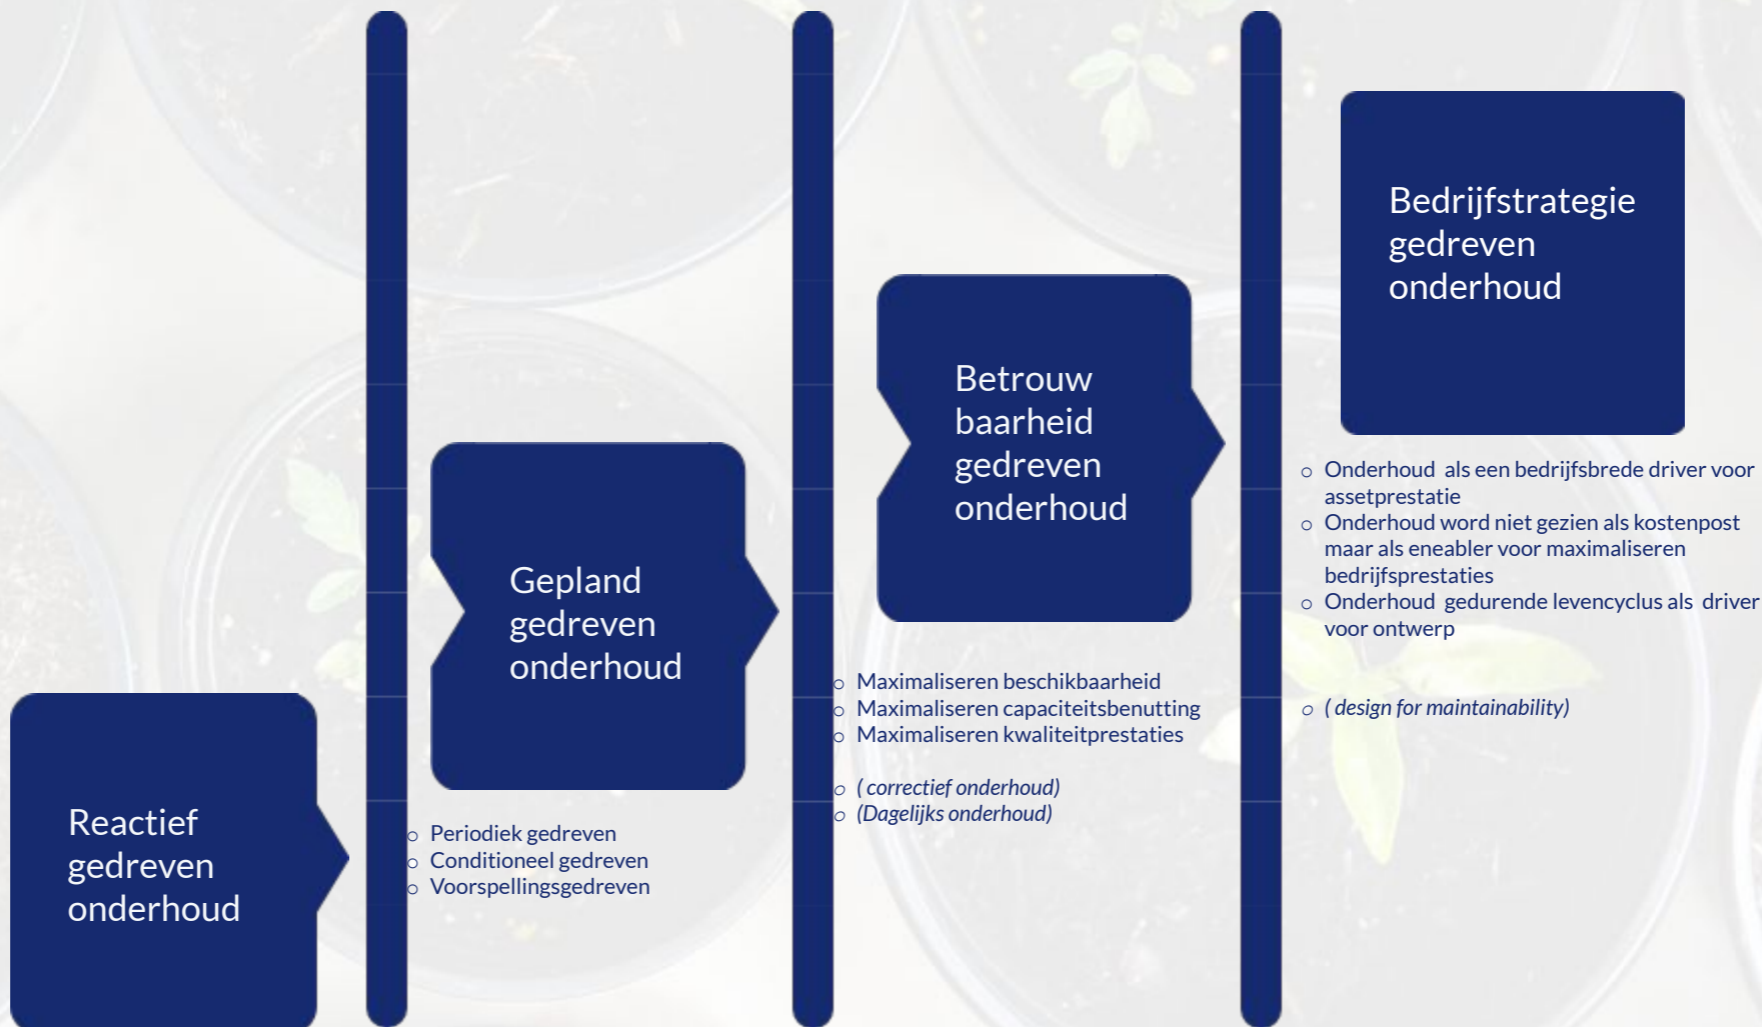 Reactief
gedreven
onderhoud
Gepland
gedreven
onderhoud
○ Periodiek gedreven
○ Conditioneel gedreven
○ Voorspellingsgedreven
Betrouw
baarheid
gedreven
onderhoud
○ Maximaliseren beschikbaarheid
○ Maximaliseren capaciteitsbenutting
○ Maximaliseren kwaliteitprestaties
○ ( correctief onderhoud)
○ (Dagelijks onderhoud)
Bedrijfstrategie
gedreven
onderhoud
○ Onderhoud als een bedrijfsbrede driver voor
assetprestatie
○ Onderhoud word niet gezien als kostenpost
maar als eneabler voor maximaliseren
bedrijfsprestaties
○ Onderhoud gedurende levencyclus als driver
voor ontwerp
○ ( design for maintainability)